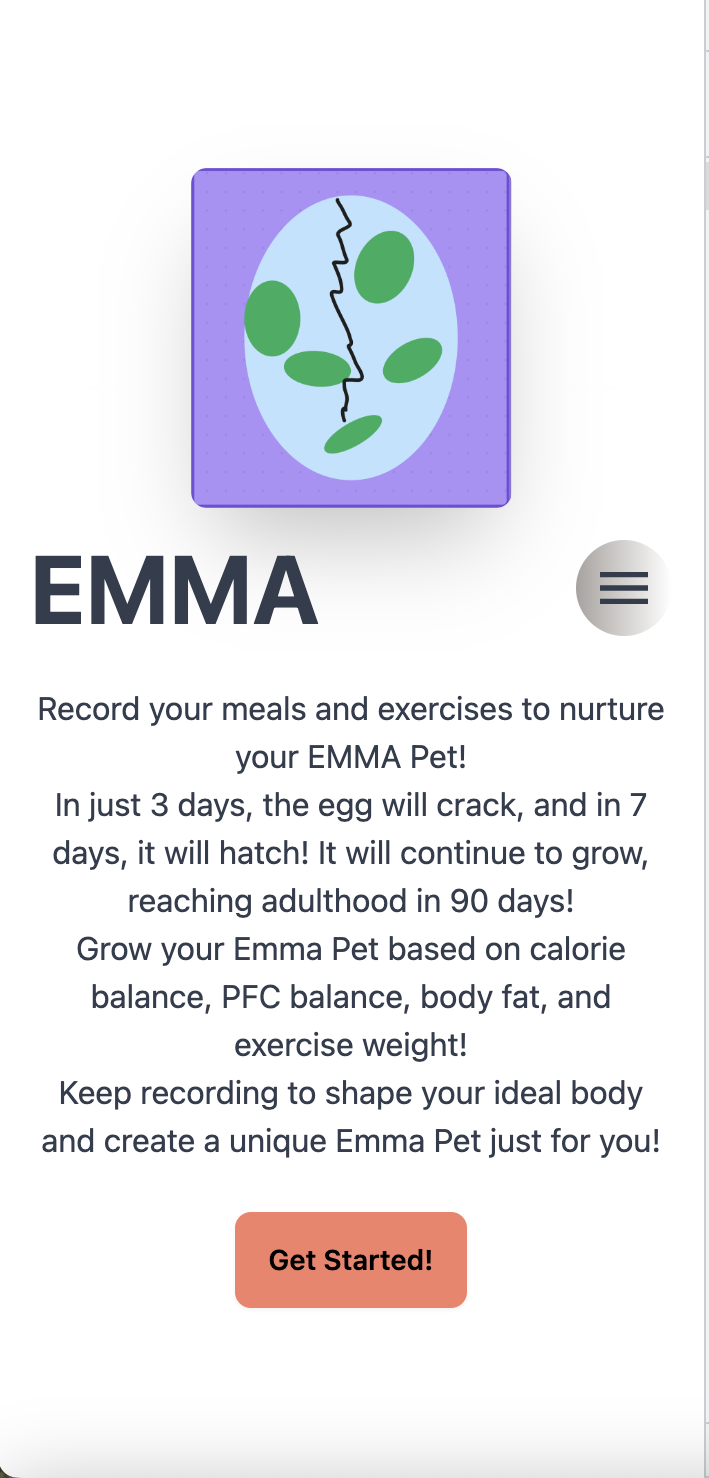 EMMA
Record your meals and exercises to nurture
your EMMA Pet!
In just 3 days, the egg will crack, and in 7
days, it will hatch! It will continue to grow,
reaching adulthood in 90 days!
Grow your Emma Pet based on calorie
balance, PFC balance, body fat, and
exercise weight!
Keep recording to shape your ideal body
and create a unique Emma Pet just for you!
Get Started!